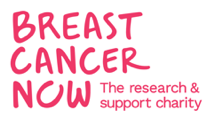 BREAST
CANCER
NOW The research &
support charity